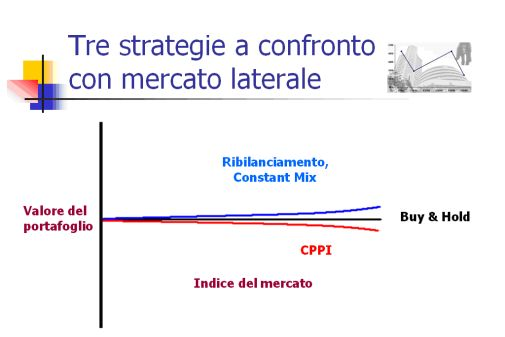 Tre strategie a confronto
con mercato laterale
Ribilanciamento,
Constant Mix
Valore del
portafoglio
Buy & Hold
CPPI
Indice del mercato